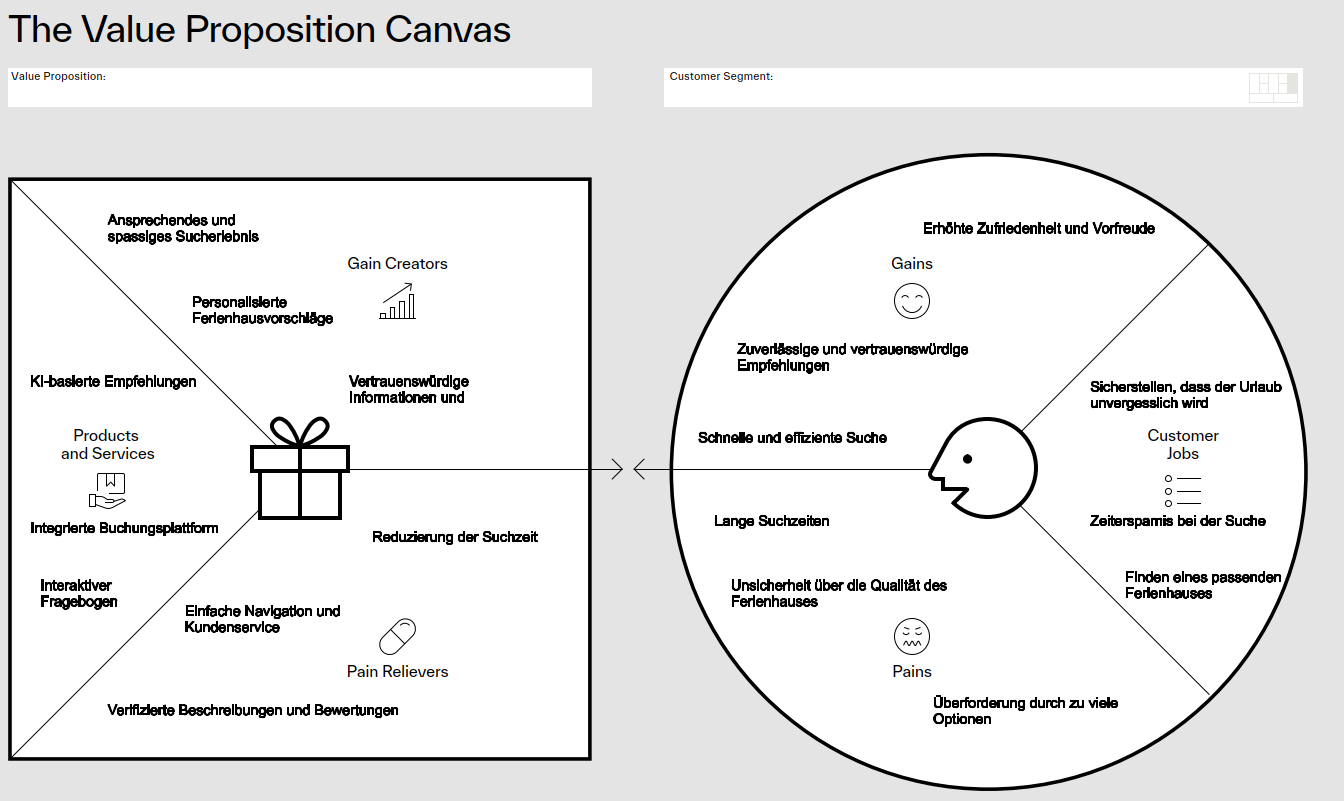 The Value Proposition Canvas
Value Proposition:
Customer Segment:
Ansprechendes und
spassiges Sucherlebnis
Gain Creators
Personalisierte
Ferienhausvorschläge
KI-basierte Empfehlungen
Vertrauenswürdige
Informationen und
Products
and Services
Integrierte Buchungsplattform
Interaktiver
Fragebogen
Reduzierung der Suchzeit
Einfache Navigation und
Kundenservice
Pain Relievers
Verifizierte Beschreibungen und Bewertungen
Erhöhte Zufriedenheit und Vorfreude
Gains
Zuverlässige und vertrauenswürdige
Empfehlungen
Schnelle und effiziente Suche
Sicherstellen, dass der Urlaub
unvergesslich wird
Customer
Jobs
Zeitersparnis bei der Suche
Finden eines passenden
Ferienhauses
Lange Suchzeiten
Unsicherheit über die Qualität des
Ferienhauses
Pains
Überforderung durch zu viele
Optionen